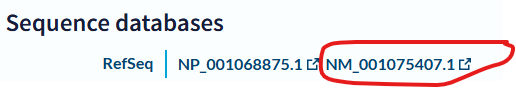 Sequence databases
RefSeq NP_001068875.1 NM_001075407.1